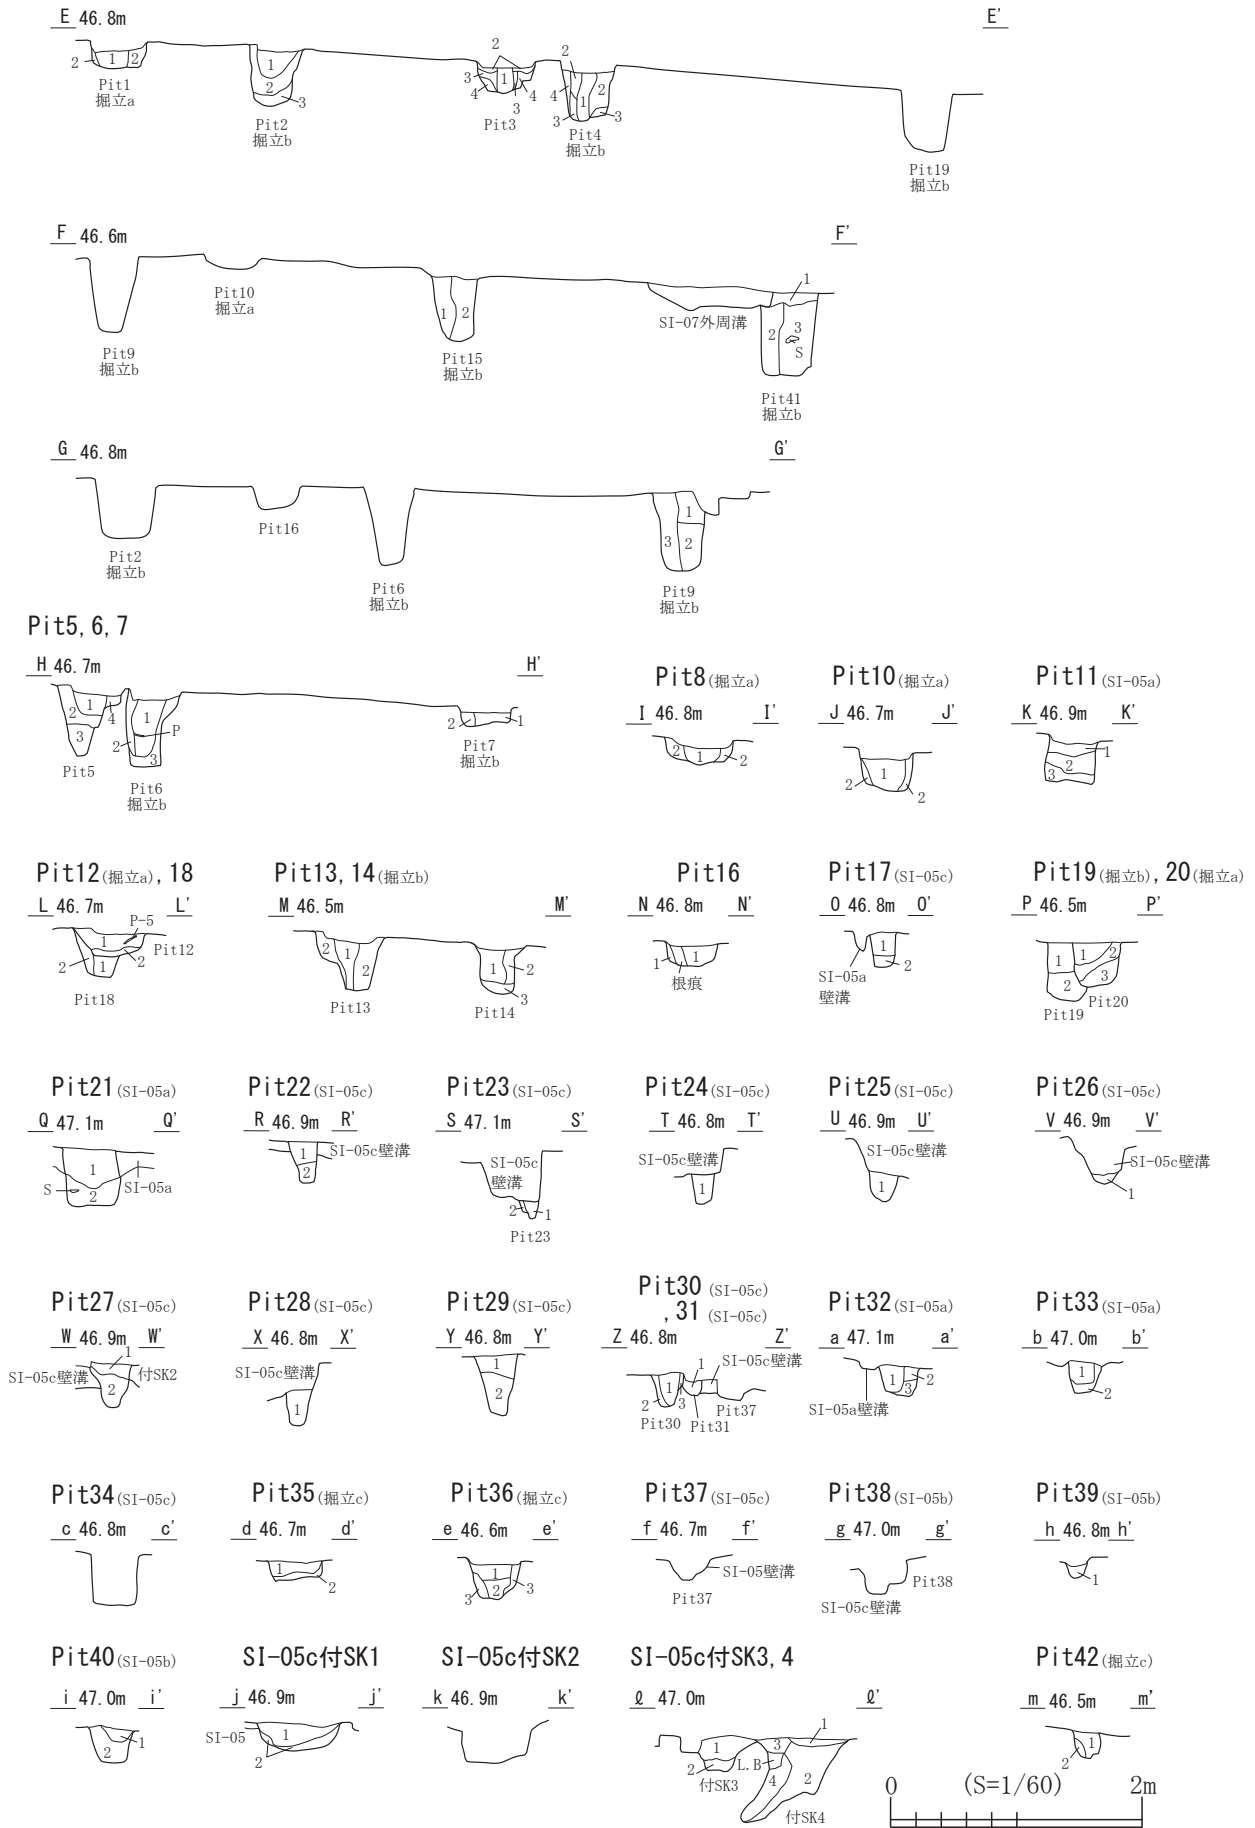 E 46.8m E'
2 1 2
Pit1
掘立a
1
2
3
Pit2
掘立b
2
3 1
4 3 4
Pit3
2
4 2
1
3 3
Pit4
掘立b
Pit19
掘立b
F 46.6m F'
Pit9
掘立b
Pit10
掘立a
1 2
Pit15
掘立b
SI-07外周溝
1
2 3
S
Pit41
掘立b
G 46.8m G'
Pit2
掘立b
Pit16
Pit6
掘立b
1
3 2
Pit9
掘立b
Pit5, 6, 7
H 46.7m H'
1
2 4
3
Pit5
1
P
2
3
Pit6
掘立b
2 1
Pit7
掘立b
Pit8(掘立a)
I 46.8m I'
2 1 2
Pit10(掘立a)
J 46.7m J'
1
2 2
Pit11(SI-05a)
K 46.9m K'
1
2
3
Pit12(掘立a), 18
L 46.7m L'
P-5
1 Pit12
2 1 2
Pit18
Pit13, 14(掘立b)
M 46.5m M'
2 1 2
Pit13
1 2
3
Pit14
Pit16
N 46.8m N'
1 1
根痕
Pit17(SI-05c)
O 46.8m O'
1
2
SI-05a
壁溝
Pit19(掘立b), 20(掘立a)
P 46.5m P'
1 1 2
2 3
Pit20
Pit19
Pit21(SI-05a)
Q 47.1m Q'
1
S 2 SI-05a
Pit22(SI-05c)
R 46.9m R'
1 SI-05c壁溝
2
Pit23(SI-05c)
S 47.1m S'
SI-05c
壁溝
2 1
Pit23
Pit24(SI-05c)
T 46.8m T'
SI-05c壁溝
1
Pit25(SI-05c)
U 46.9m U'
SI-05c壁溝
1
Pit26(SI-05c)
V 46.9m V'
SI-05c壁溝
1
Pit27(SI-05c)
W 46.9m W'
1
SI-05c壁溝 付SK2
2
Pit28(SI-05c)
X 46.8m X'
SI-05c壁溝
1
Pit29(SI-05c)
Y 46.8m Y'
1
2
Pit30 (SI-05c)
, 31 (SI-05c)
Z 46.8m Z'
1 SI-05c壁溝
1
2 3 Pit37
Pit30 Pit31
Pit32(SI-05a)
a 47.1m a'
1 2
3
SI-05a壁溝
Pit33(SI-05a)
b 47.0m b'
1
2
Pit34(SI-05c)
c 46.8m c'
Pit35(掘立c)
d 46.7m d'
1
2
Pit36(掘立c)
e 46.6m e'
1
3 2 3
Pit37(SI-05c)
f 46.7m f'
SI-05壁溝
Pit37
Pit38(SI-05b)
g 47.0m g'
Pit38
SI-05c壁溝
Pit39(SI-05b)
h 46.8m h'
1
Pit40(SI-05b)
i 47.0m i'
1
2
SI-05c付SK1
j 46.9m j'
SI-05 1
2
SI-05c付SK2
k 46.9m k'
SI-05c付SK3, 4
ℓ 47.0m ℓ'
1
1 3
2 L.B
4 2
付SK3
付SK4
Pit42(掘立c)
m 46.5m m'
1
2
0 (S=1/60) 2m